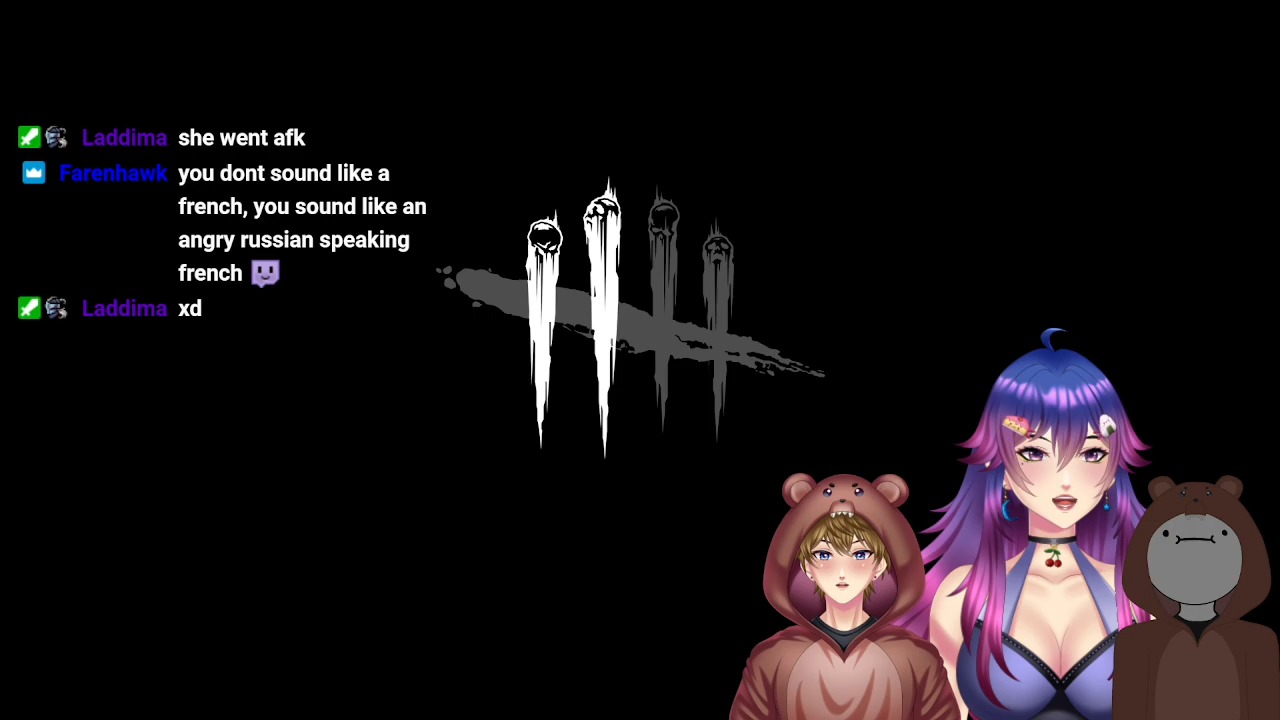 Laddima she went afk
Farenhawk you dont sound like a
french, you sound like an
angry russian speaking
french
Laddima xd